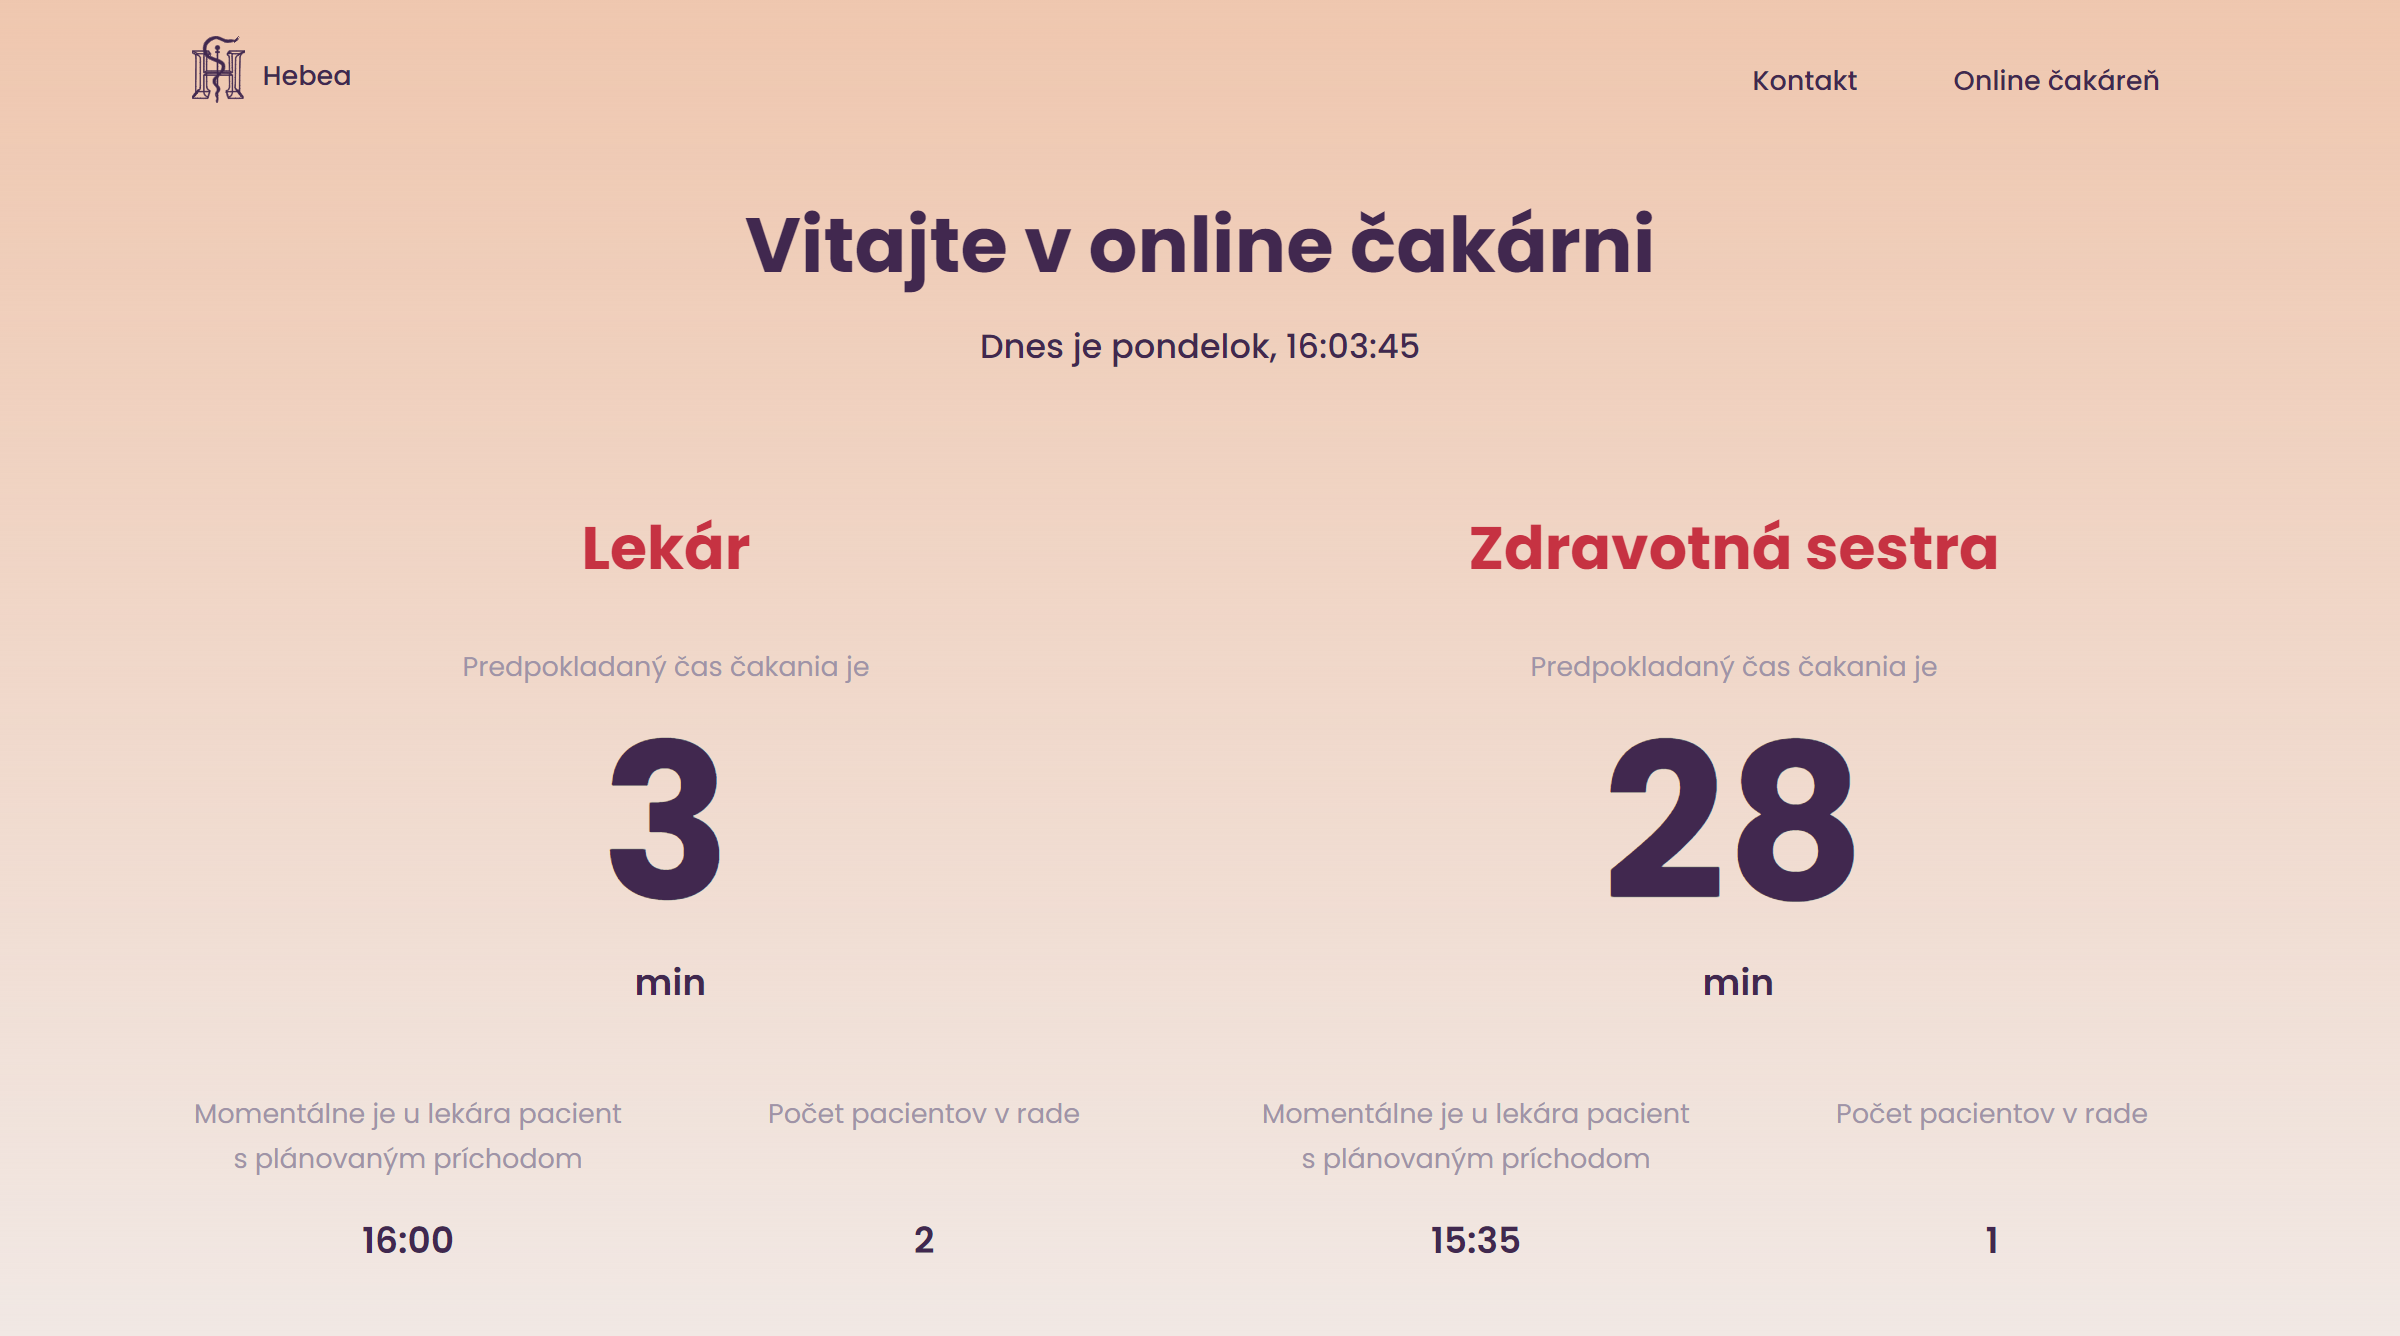 Hebea
Kontakt
Online čakáreň
Vitajte v online čakárni
Dnes je pondelok, 16:03:45
Lekár
Predpokladaný čas čakania je
3
min
Momentálne je u lekára pacient
s plánovaným príchodom
16:00
Počet pacientov v rade
2
Zdravotná sestra
Predpokladaný čas čakania je
28
min
Momentálne je u lekára pacient
s plánovaným príchodom
15:35
Počet pacientov v rade
1